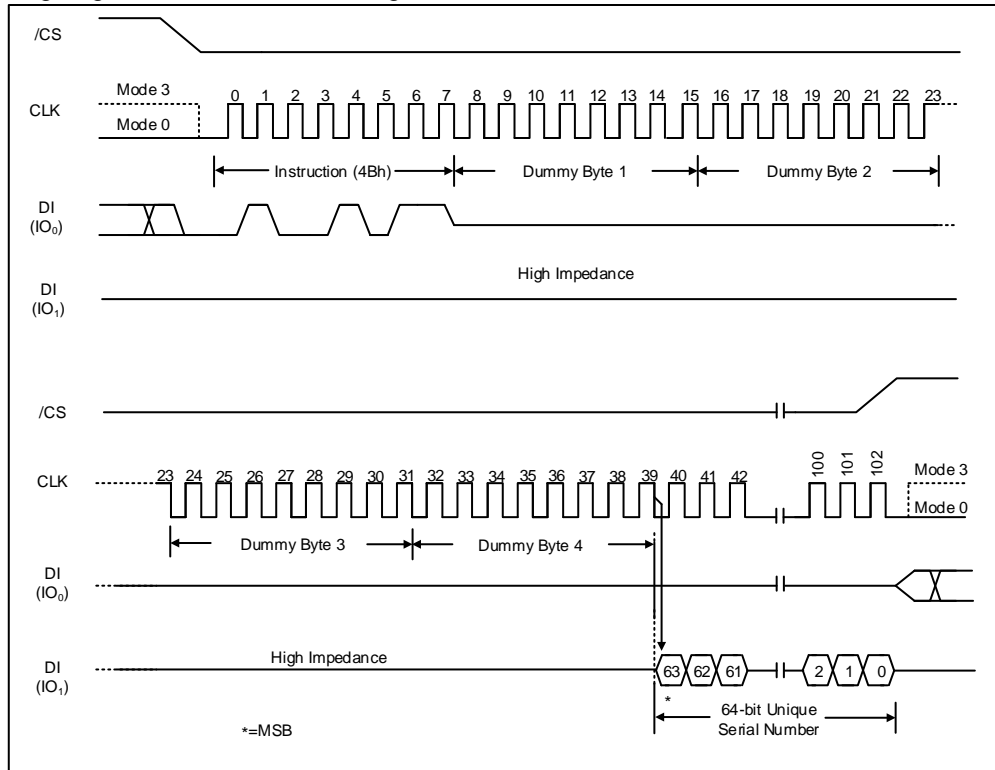 /CS
Mode 3
CLK
Mode 0
0 1 2 3 4 5 6 7 8 9 10 11 12 13 14 15 16 17 18 19 20 21 22 23
Instruction (4Bh) Dummy Byte 1 Dummy Byte 2
DI
(IO0)
High Impedance
DI
(IO1)
/CS
CLK
23 24 25 26 27 28 29 30 31 32 33 34 35 36 37 38 39 40 41 42 100 101 102
Mode 3
Mode 0
Dummy Byte 3 Dummy Byte 4
DI
(IO0)
DI
(IO1)
High Impedance
63 62 61 2 1 0
*
64-bit Unique
Serial Number
*=MSB